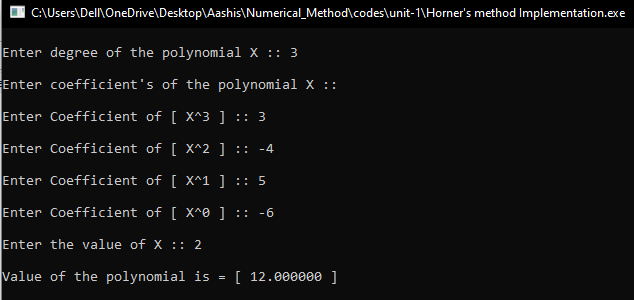 C:\Users\Dell\OneDrive\Desktop\Aashis\Numerical_Method\codes\unit-1\Horner's method Implementation.exe
Enter degree of the polynomial X :: 3
Enter coefficient's of the polynomial X ::
Enter Coefficient of [ X^3 ] :: 3
Enter Coefficient of [ X^2 ] :: -4
Enter Coefficient of [ X^1 ] :: 5
Enter Coefficient of [ X^0 ] :: -6
Enter the value of X :: 2
Value of the polynomial is = [ 12.000000 ]